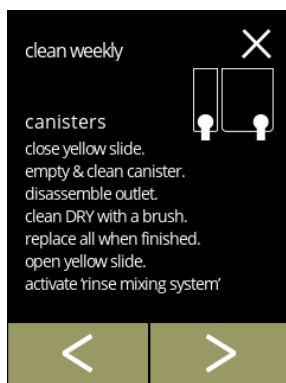 clean weekly
canisters
close yellow slide.
empty & clean canister.
disassemble outlet.
clean DRY with a brush.
replace all when finished.
open yellow slide.
activate ‘rinse mixing system’